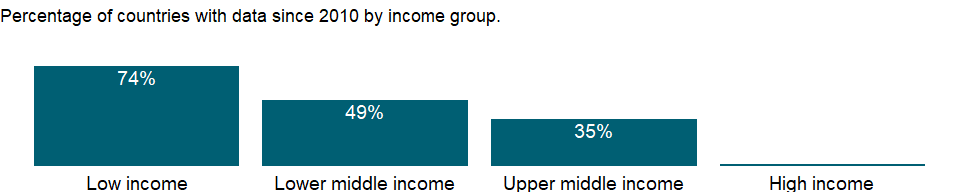 Percentage of countries with data since 2010 by income group.
74%
49%
35%
Low income
Lower middle income
Upper middle income
High income